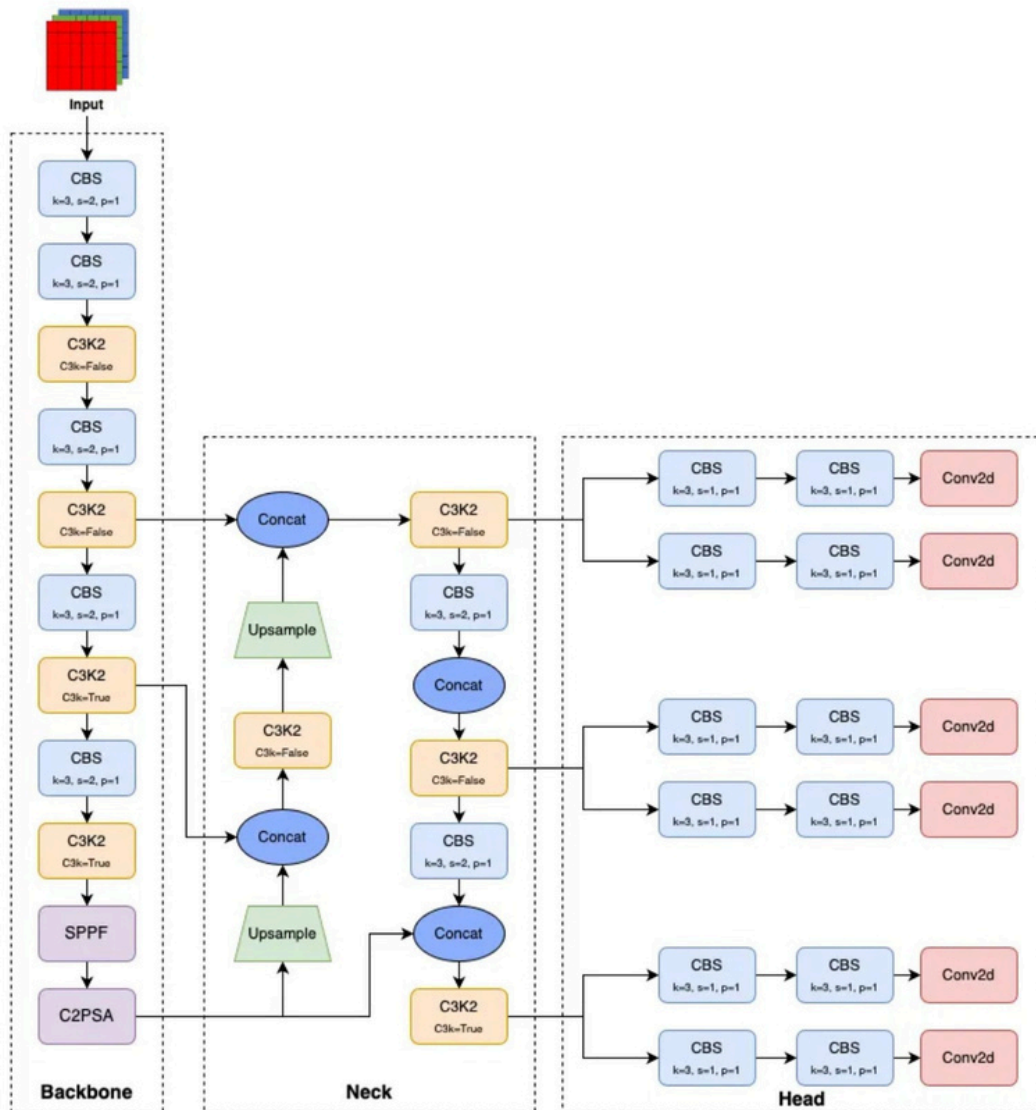 Input
CBS
k=3, s=2, p=1
CBS
k=3, s=2, p=1
C3K2
C3k=False
CBS
k=3, s=2, p=1
C3K2
C3k=False
CBS
k=3, s=2, p=1
C3K2
C3k=True
CBS
k=3, s=2, p=1
C3K2
C3k=True
SPPF
C2PSA
Backbone
Concat
Upsample
C3K2
C3k=False
Concat
Upsample
C3K2
C3k=False
CBS
k=3, s=2, p=1
Concat
C3K2
C3k=False
CBS
k=3, s=2, p=1
Concat
C3K2
C3k=True
Neck
CBS
k=3, s=1, p=1
CBS
k=3, s=1, p=1
Conv2d
CBS
k=3, s=1, p=1
CBS
k=3, s=1, p=1
Conv2d
CBS
k=3, s=1, p=1
CBS
k=3, s=1, p=1
Conv2d
CBS
k=3, s=1, p=1
CBS
k=3, s=1, p=1
Conv2d
CBS
k=3, s=1, p=1
CBS
k=3, s=1, p=1
Conv2d
CBS
k=3, s=1, p=1
CBS
k=3, s=1, p=1
Conv2d
Head